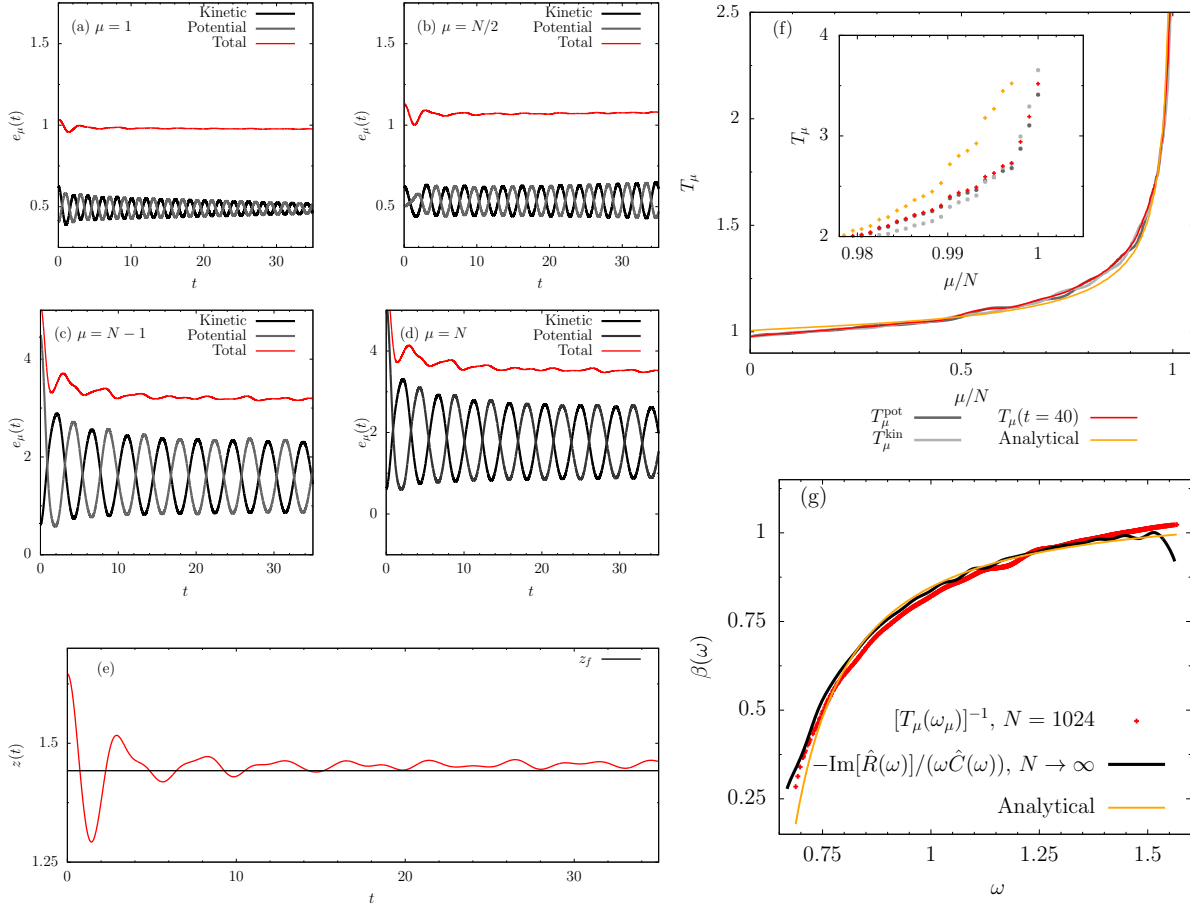 (a) μ = 1
Kinetic
Potential
Total
1.5
1
0.5
e_μ(t)
0 10 20 30
t
(b) μ = N/2
Kinetic
Potential
Total
1.5
1
0.5
e_μ(t)
0 10 20 30
t
(c) μ = N − 1
Kinetic
Potential
Total
4
2
0
e_μ(t)
0 10 20 30
t
(d) μ = N
Kinetic
Potential
Total
4
2
0
e_μ(t)
0 10 20 30
t
(e)
z_f
1.5
1.25
z(t)
0 10 20 30
t
(f)
2.5
2
1.5
1
T_μ
0 0.5 1
μ/N
4
3
2
T_μ
0.98 0.99 1
μ/N
T_μ^pot
T_μ^kin
T_μ(t = 40)
Analytical
(g)
1
0.75
0.5
0.25
β(ω)
[T_μ(ω_μ)]^−1, N = 1024
−Im[R̂(ω)]/(ωĈ(ω)), N → ∞
Analytical
0.75 1 1.25 1.5
ω